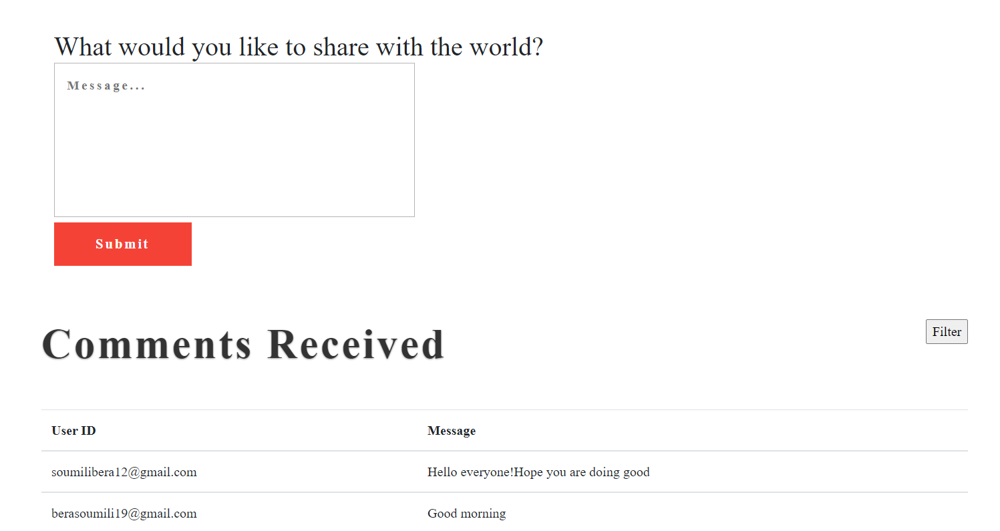 What would you like to share with the world?
Message...
Submit
Comments Received
Filter
User ID Message
soumilibera12@gmail.com Hello everyone!Hope you are doing good
berasoumili19@gmail.com Good morning